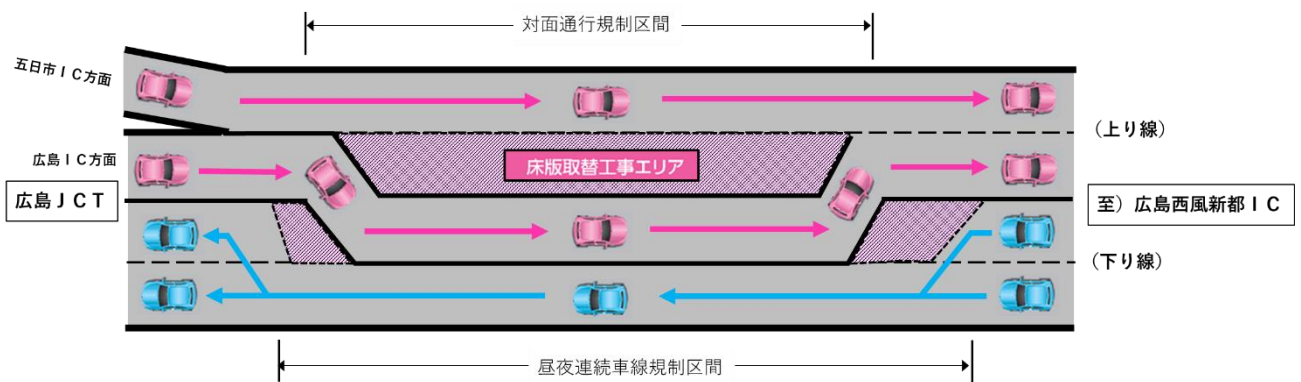 対面通行規制区間
五日市IC方面
(上り線)
広島IC方面
床版取替工事エリア
広島JCT
至)広島西風新都IC
(下り線)
昼夜連続車線規制区間